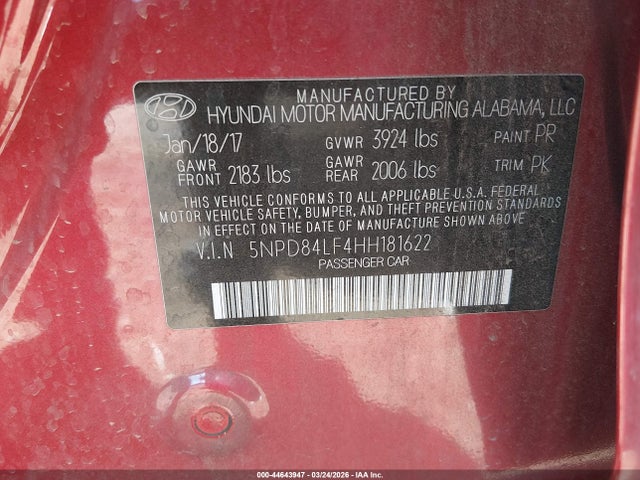 MANUFACTURED BY
HYUNDAI MOTOR MANUFACTURING ALABAMA, LLC
Jan/18/17 GVWR 3924 lbs PAINT PR
GAWR FRONT 2183 lbs GAWR REAR 2006 lbs TRIM PK
THIS VEHICLE CONFORMS TO ALL APPLICABLE U.S.A. FEDERAL
MOTOR VEHICLE SAFETY, BUMPER, AND THEFT PREVENTION STANDARDS
IN EFFECT ON THE DATE OF MANUFACTURE SHOWN ABOVE.
V.I.N 5NPD84LF4HH181622
PASSENGER CAR
000-44643947 - 03/24/2026 - IAA Inc.